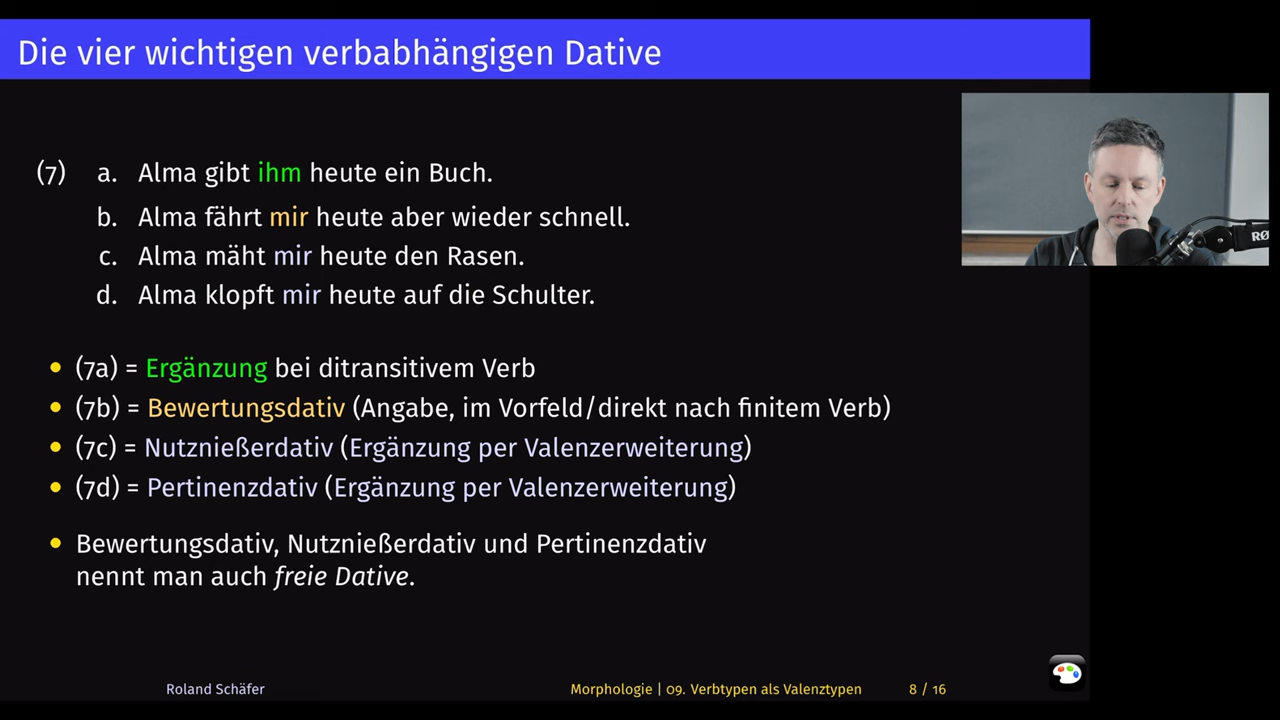 Die vier wichtigen verbabhängigen Dative
(7) a. Alma gibt ihm heute ein Buch.
b. Alma fährt mir heute aber wieder schnell.
c. Alma mäht mir heute den Rasen.
d. Alma klopft mir heute auf die Schulter.
• (7a) = Ergänzung bei ditransitivem Verb
• (7b) = Bewertungsdativ (Angabe, im Vorfeld/direkt nach finitem Verb)
• (7c) = Nutznießerdativ (Ergänzung per Valenzerweiterung)
• (7d) = Pertinenzdativ (Ergänzung per Valenzerweiterung)
• Bewertungsdativ, Nutznießerdativ und Pertinenzdativ
nennt man auch freie Dative.
Roland Schäfer
Morphologie | 09. Verbtypen als Valenztypen
8 / 16
RØ